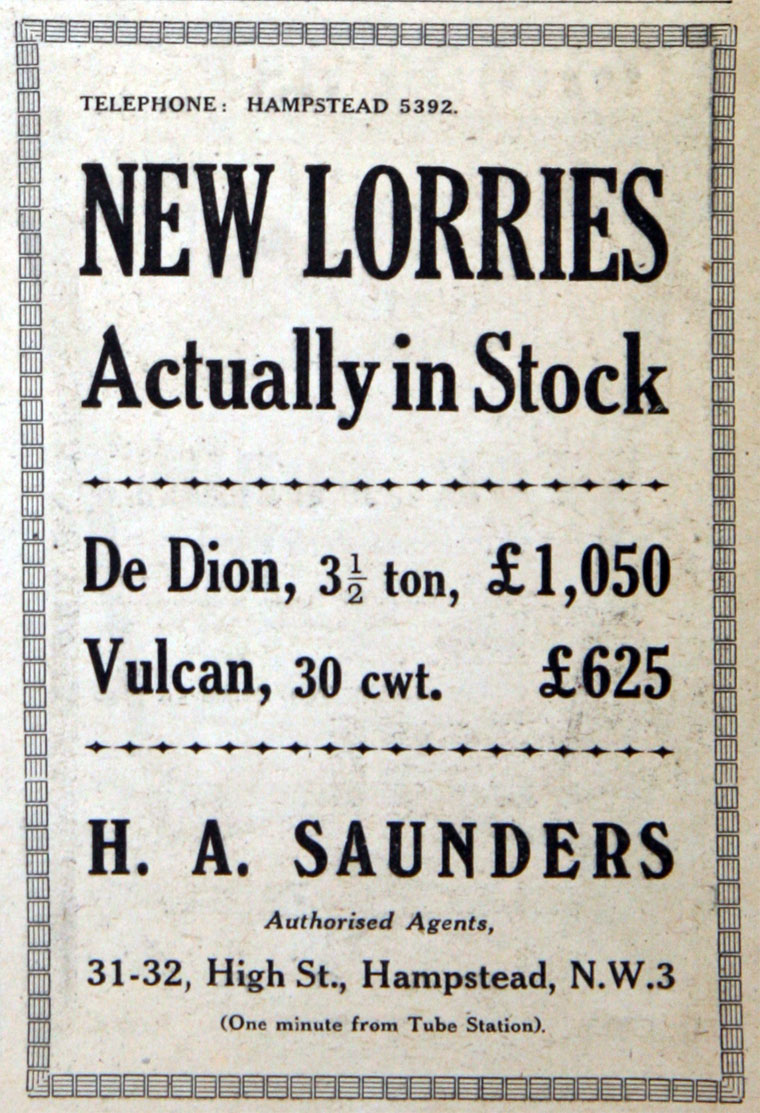 TELEPHONE: HAMPSTEAD 5392.
NEW LORRIES
Actually in Stock
De Dion, 3½ ton, £1,050
Vulcan, 30 cwt. £625
H. A. SAUNDERS
Authorised Agents,
31-32, High St., Hampstead, N.W.3
(One minute from Tube Station).